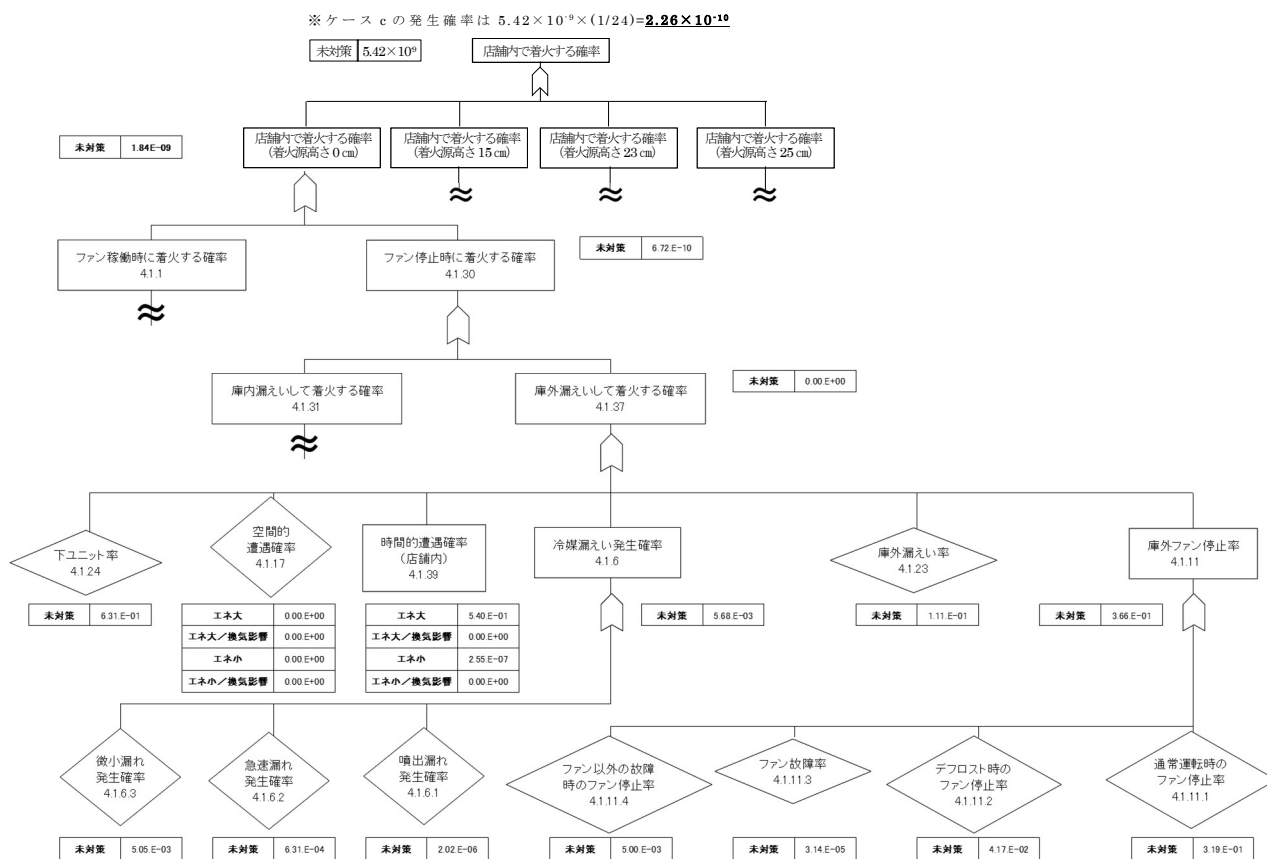 ※ケース c の発生確率は 5.42×10⁻⁹×(1/24)=2.26×10⁻¹⁰
未対策 5.42×10⁹
店舗内で着火する確率
未対策 1.84E-09
店舗内で着火する確率
(着火源高さ0㎝)
店舗内で着火する確率
(着火源高さ15㎝)
店舗内で着火する確率
(着火源高さ23㎝)
店舗内で着火する確率
(着火源高さ25㎝)
ファン稼働時に着火する確率
4.1.1
ファン停止時に着火する確率
4.1.30
未対策 6.72.E-10
庫内漏えいして着火する確率
4.1.31
庫外漏えいして着火する確率
4.1.37
未対策 0.00.E+00
下ユニット率
4.1.24
空間的
遭遇確率
4.1.17
時間的遭遇確率
(店舗内)
4.1.39
冷媒漏えい発生確率
4.1.6
庫外漏えい率
4.1.23
庫外ファン停止率
4.1.11
未対策 6.31.E-01
エネ大 0.00.E+00
エネ大/換気影響 0.00.E+00
エネ小 0.00.E+00
エネ小/換気影響 0.00.E+00
エネ大 5.40.E-01
エネ大/換気影響 0.00.E+00
エネ小 2.55.E-07
エネ小/換気影響 0.00.E+00
未対策 5.68.E-03
未対策 1.11.E-01
未対策 3.66.E-01
微小漏れ
発生確率
4.1.6.3
急速漏れ
発生確率
4.1.6.2
噴出漏れ
発生確率
4.1.6.1
ファン以外の故障
時のファン停止率
4.1.11.4
ファン故障率
4.1.11.3
デフロスト時の
ファン停止率
4.1.11.2
通常運転時の
ファン停止率
4.1.11.1
未対策 5.05.E-03
未対策 6.31.E-04
未対策 2.02.E-06
未対策 5.00.E-03
未対策 3.14.E-05
未対策 4.17.E-02
未対策 3.19.E-01